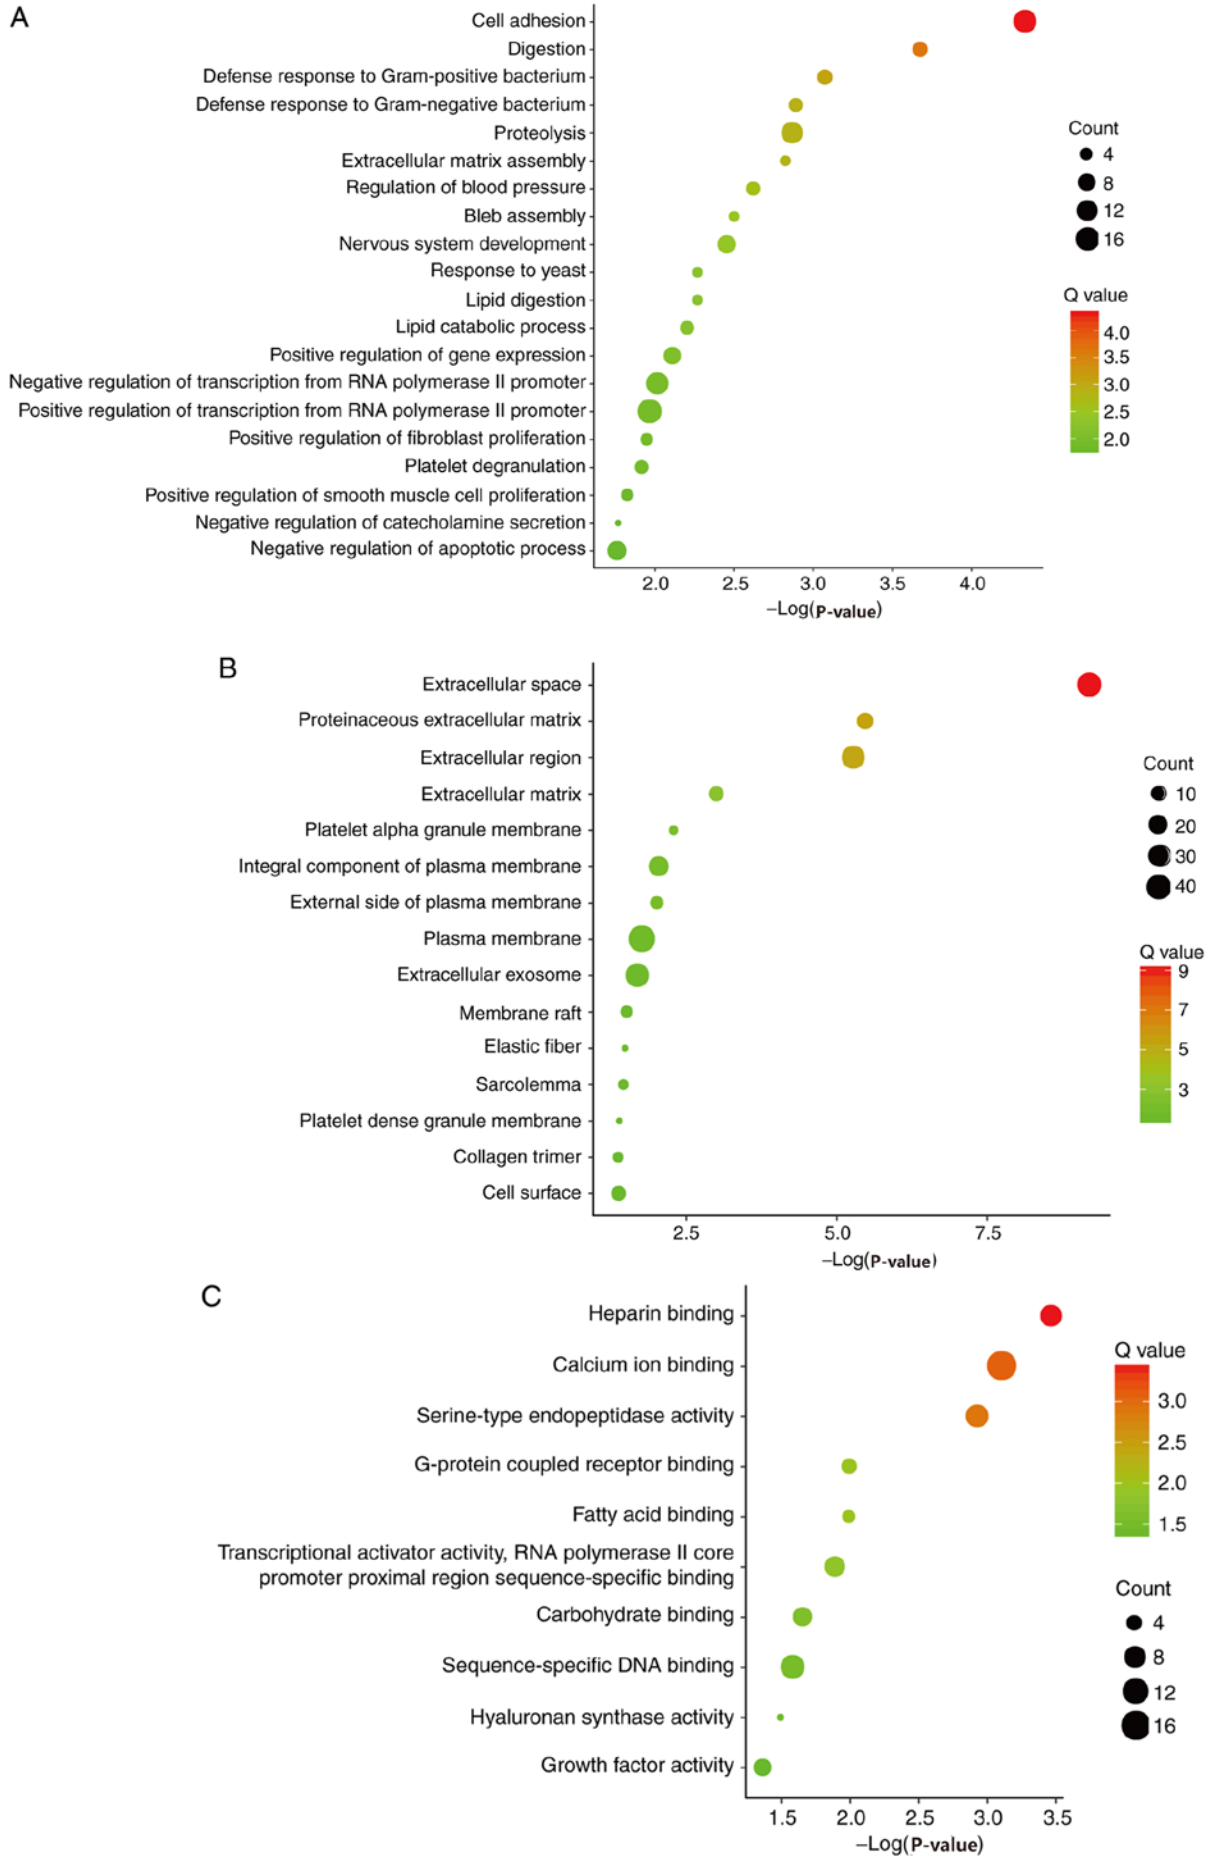 A
Cell adhesion
Digestion
Defense response to Gram-positive bacterium
Defense response to Gram-negative bacterium
Proteolysis
Extracellular matrix assembly
Regulation of blood pressure
Bleb assembly
Nervous system development
Response to yeast
Lipid digestion
Lipid catabolic process
Positive regulation of gene expression
Negative regulation of transcription from RNA polymerase II promoter
Positive regulation of transcription from RNA polymerase II promoter
Positive regulation of fibroblast proliferation
Platelet degranulation
Positive regulation of smooth muscle cell proliferation
Negative regulation of catecholamine secretion
Negative regulation of apoptotic process
2.0 2.5 3.0 3.5 4.0
−Log(P-value)
Count
4
8
12
16
Q value
4.0
3.5
3.0
2.5
2.0
B
Extracellular space
Proteinaceous extracellular matrix
Extracellular region
Extracellular matrix
Platelet alpha granule membrane
Integral component of plasma membrane
External side of plasma membrane
Plasma membrane
Extracellular exosome
Membrane raft
Elastic fiber
Sarcolemma
Platelet dense granule membrane
Collagen trimer
Cell surface
2.5 5.0 7.5
−Log(P-value)
Count
10
20
30
40
Q value
9
7
5
3
C
Heparin binding
Calcium ion binding
Serine-type endopeptidase activity
G-protein coupled receptor binding
Fatty acid binding
Transcriptional activator activity, RNA polymerase II core
promoter proximal region sequence-specific binding
Carbohydrate binding
Sequence-specific DNA binding
Hyaluronan synthase activity
Growth factor activity
1.5 2.0 2.5 3.0 3.5
−Log(P-value)
Q value
3.0
2.5
2.0
1.5
Count
4
8
12
16